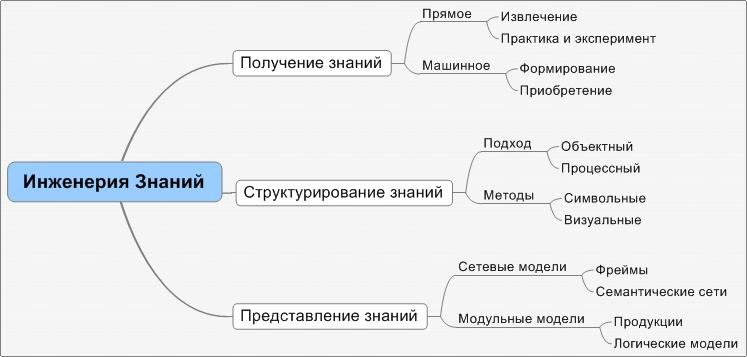 Инженерия Знаний
Получение знаний
Прямое
Извлечение
Практика и эксперимент
Машинное
Формирование
Приобретение
Структурирование знаний
Подход
Объектный
Процессный
Методы
Символьные
Визуальные
Представление знаний
Сетевые модели
Фреймы
Семантические сети
Модульные модели
Продукции
Логические модели